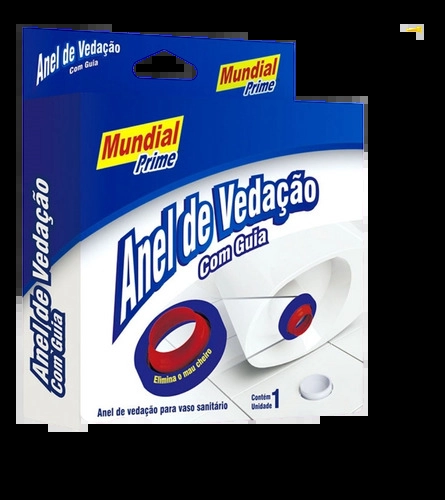 Anel de Vedação
Com Guia
Mundial
Prime
Mundial
Prime
Anel de Vedação
Com Guia
Anel de Vedação
Com Guia
Elimina o mau cheiro
Anel de vedação para vaso sanitário
Contém 1
Unidade